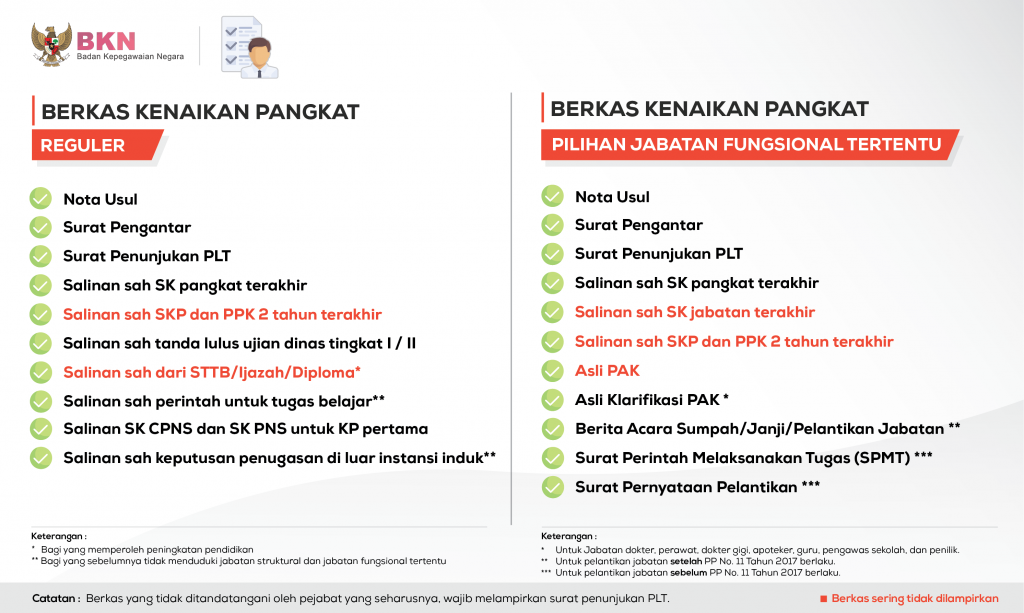 BKN
Badan Kepegawaian Negara
BERKAS KENAIKAN PANGKAT
REGULER
Nota Usul
Surat Pengantar
Surat Penunjukan PLT
Salinan sah SK pangkat terakhir
Salinan sah SKP dan PPK 2 tahun terakhir
Salinan sah tanda lulus ujian dinas tingkat I / II
Salinan sah dari STTB/Ijazah/Diploma*
Salinan sah perintah untuk tugas belajar**
Salinan SK CPNS dan SK PNS untuk KP pertama
Salinan sah keputusan penugasan di luar instansi induk**
Keterangan :
* Bagi yang memperoleh peningkatan pendidikan
** Bagi yang sebelumnya tidak menduduki jabatan struktural dan jabatan fungsional tertentu
BERKAS KENAIKAN PANGKAT
PILIHAN JABATAN FUNGSIONAL TERTENTU
Nota Usul
Surat Pengantar
Surat Penunjukan PLT
Salinan sah SK pangkat terakhir
Salinan sah SK jabatan terakhir
Salinan sah SKP dan PPK 2 tahun terakhir
Asli PAK
Asli Klarifikasi PAK *
Berita Acara Sumpah/Janji/Pelantikan Jabatan **
Surat Perintah Melaksanakan Tugas (SPMT) ***
Surat Pernyataan Pelantikan ***
Keterangan :
* Untuk Jabatan dokter, perawat, dokter gigi, apoteker, guru, pengawas sekolah, dan penilik.
** Untuk pelantikan jabatan setelah PP No. 11 Tahun 2017 berlaku.
*** Untuk pelantikan jabatan sebelum PP No. 11 Tahun 2017 berlaku.
Catatan : Berkas yang tidak ditandatangani oleh pejabat yang seharusnya, wajib melampirkan surat penunjukan PLT.
Berkas sering tidak dilampirkan